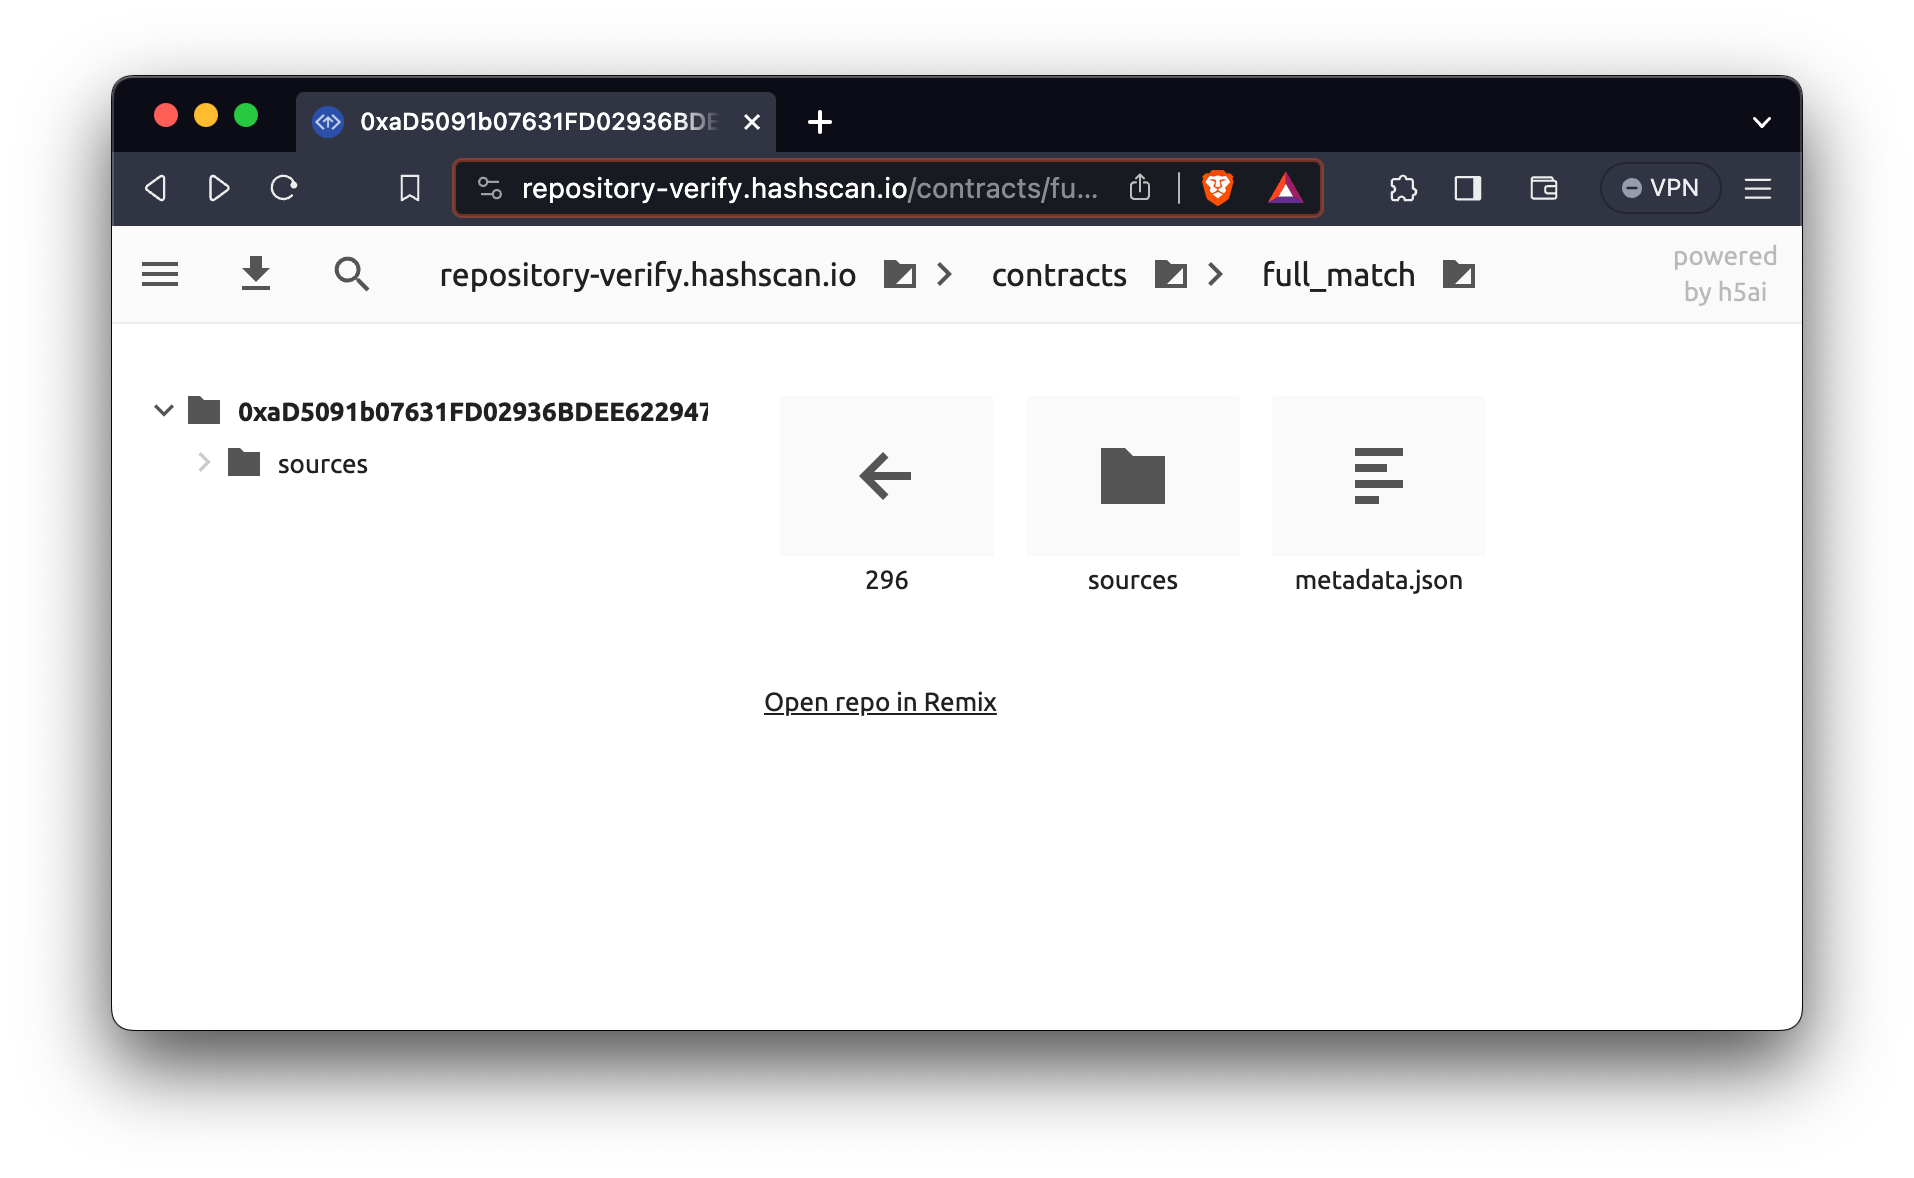 0xaD5091b07631FD02936BDE
repository-verify.hashscan.io/contracts/fu...
VPN
repository-verify.hashscan.io contracts full_match
powered
by h5ai
0xaD5091b07631FD02936BDEE622947
sources
296 sources metadata.json
Open repo in Remix